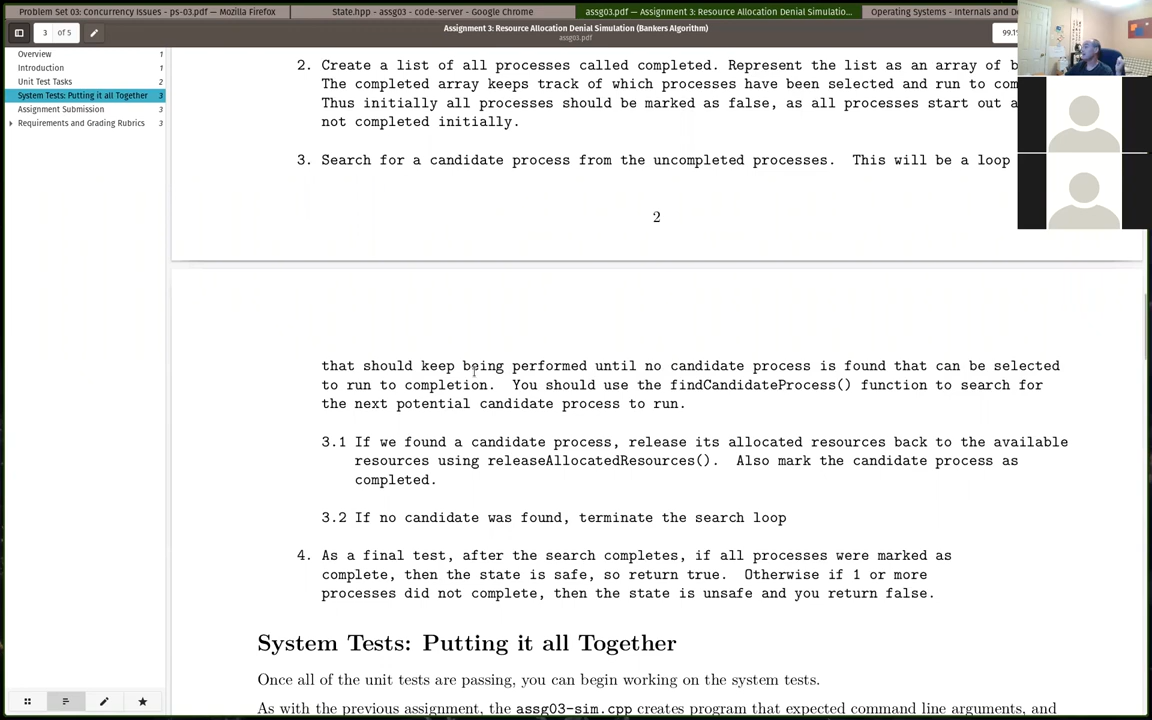 Problem Set 03: Concurrency Issues - ps-03.pdf — Mozilla Firefox
State.hpp - assg03 - code-server - Google Chrome
assg03.pdf — Assignment 3: Resource Allocation Denial Simulatio...
Operating Systems - Internals and D
3 of 5
Assignment 3: Resource Allocation Denial Simulation (Bankers Algorithm)
assg03.pdf
99.1
Overview 1
Introduction 1
Unit Test Tasks 2
System Tests: Putting it all Together 3
Assignment Submission 3
Requirements and Grading Rubrics 3
2. Create a list of all processes called completed. Represent the list as an array of b
The completed array keeps track of which processes have been selected and run to com
Thus initially all processes should be marked as false, as all processes start out a
not completed initially.
3. Search for a candidate process from the uncompleted processes. This will be a loop
2
that should keep being performed until no candidate process is found that can be selected
to run to completion. You should use the findCandidateProcess() function to search for
the next potential candidate process to run.
3.1 If we found a candidate process, release its allocated resources back to the available
resources using releaseAllocatedResources(). Also mark the candidate process as
completed.
3.2 If no candidate was found, terminate the search loop
4. As a final test, after the search completes, if all processes were marked as
complete, then the state is safe, so return true. Otherwise if 1 or more
processes did not complete, then the state is unsafe and you return false.
System Tests: Putting it all Together
Once all of the unit tests are passing, you can begin working on the system tests.
As with the previous assignment, the assg03-sim.cpp creates program that expected command line arguments, and